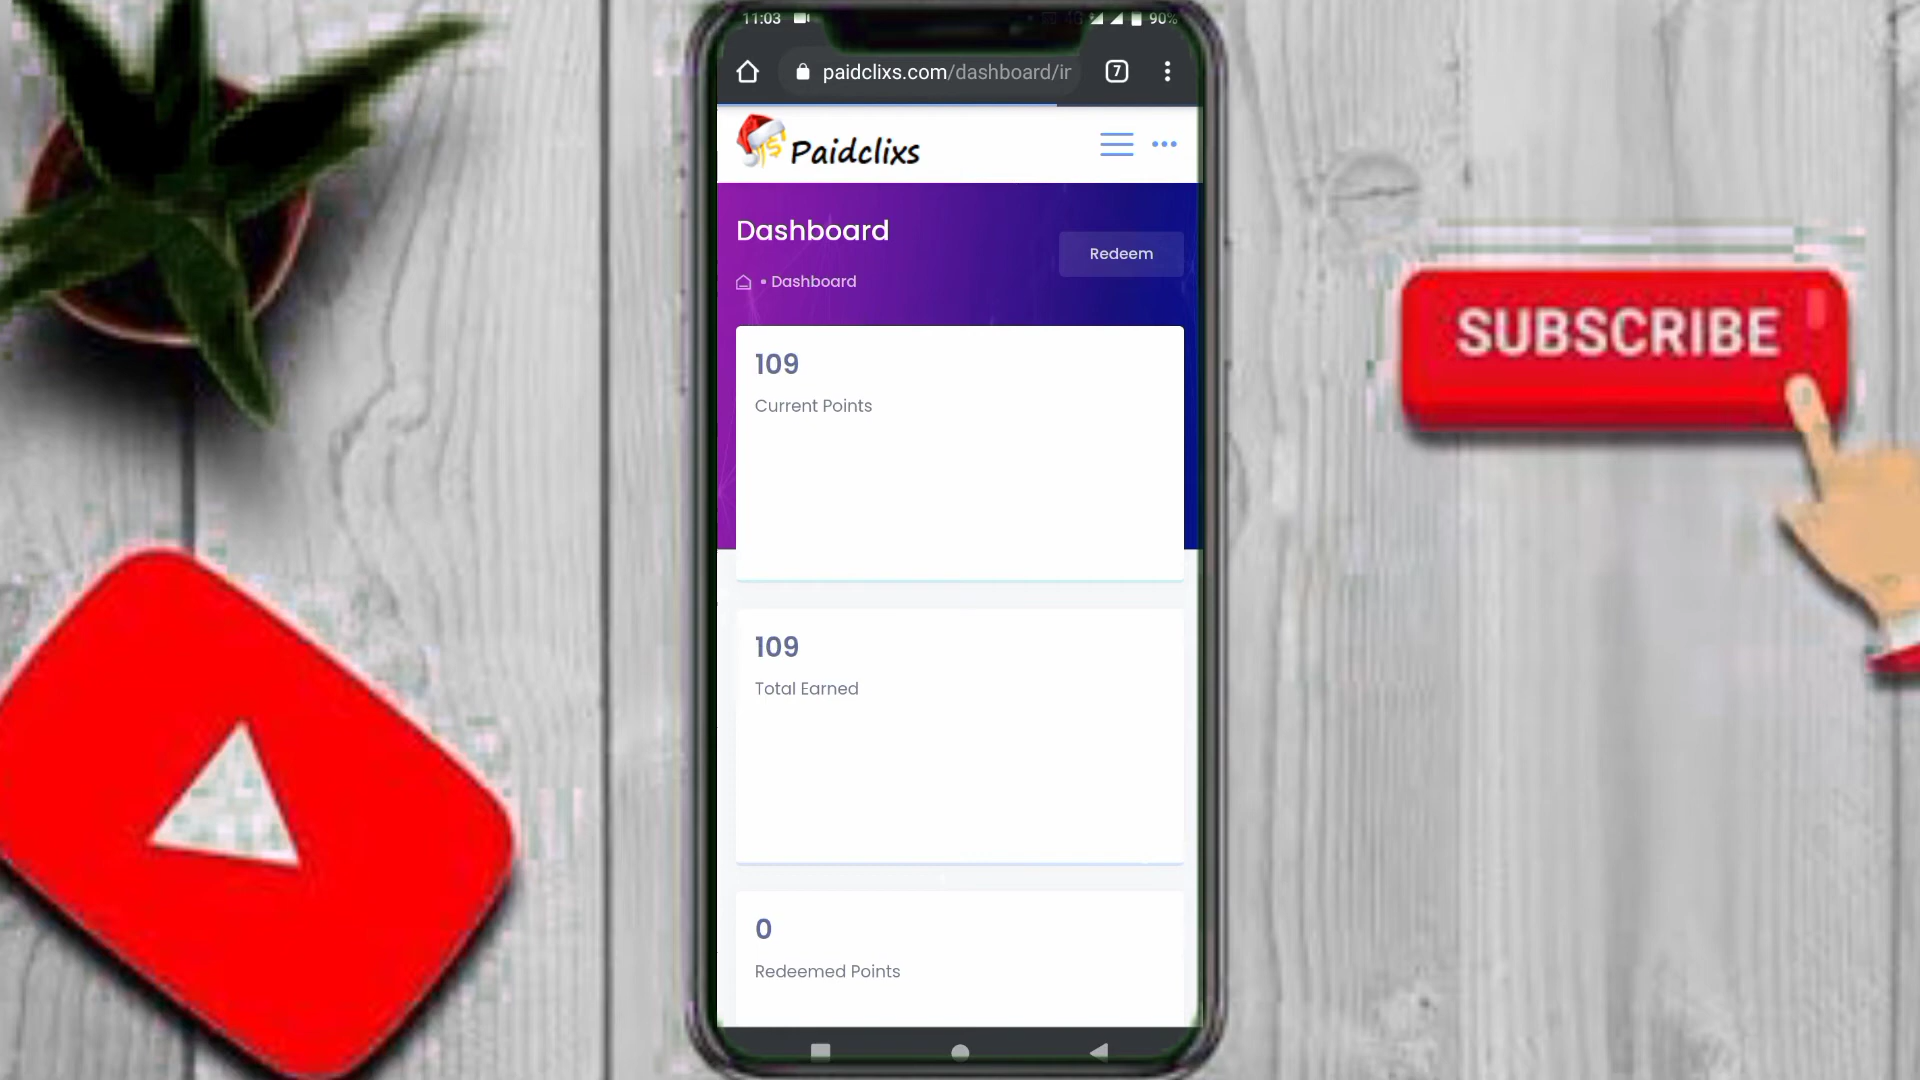 11:03
90%
paidclixs.com/dashboard/ir
7
Paidclixs
Dashboard
Redeem
• Dashboard
109
Current Points
109
Total Earned
0
Redeemed Points
SUBSCRIBE